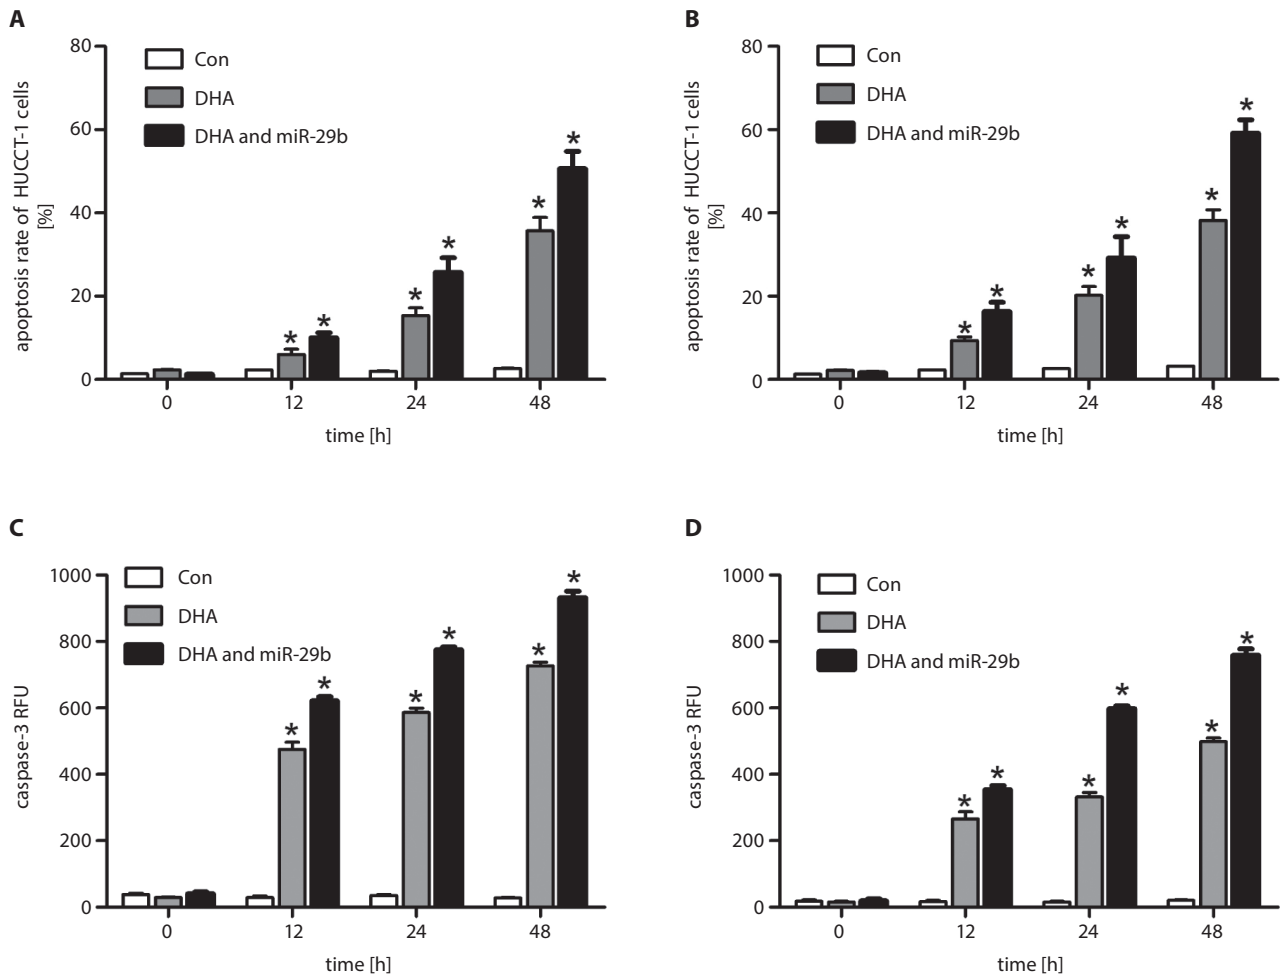 A
80
60
40
20
0
apoptosis rate of HUCCT-1 cells
[%]
Con
DHA
DHA and miR-29b
* * * * * *
0 12 24 48
time [h]
B
80
60
40
20
0
apoptosis rate of HUCCT-1 cells
[%]
Con
DHA
DHA and miR-29b
* * * * * *
0 12 24 48
time [h]
C
1000
800
600
400
200
0
caspase-3 RFU
Con
DHA
DHA and miR-29b
* * * * * *
0 12 24 48
time [h]
D
1000
800
600
400
200
0
caspase-3 RFU
Con
DHA
DHA and miR-29b
* * * * * *
0 12 24 48
time [h]